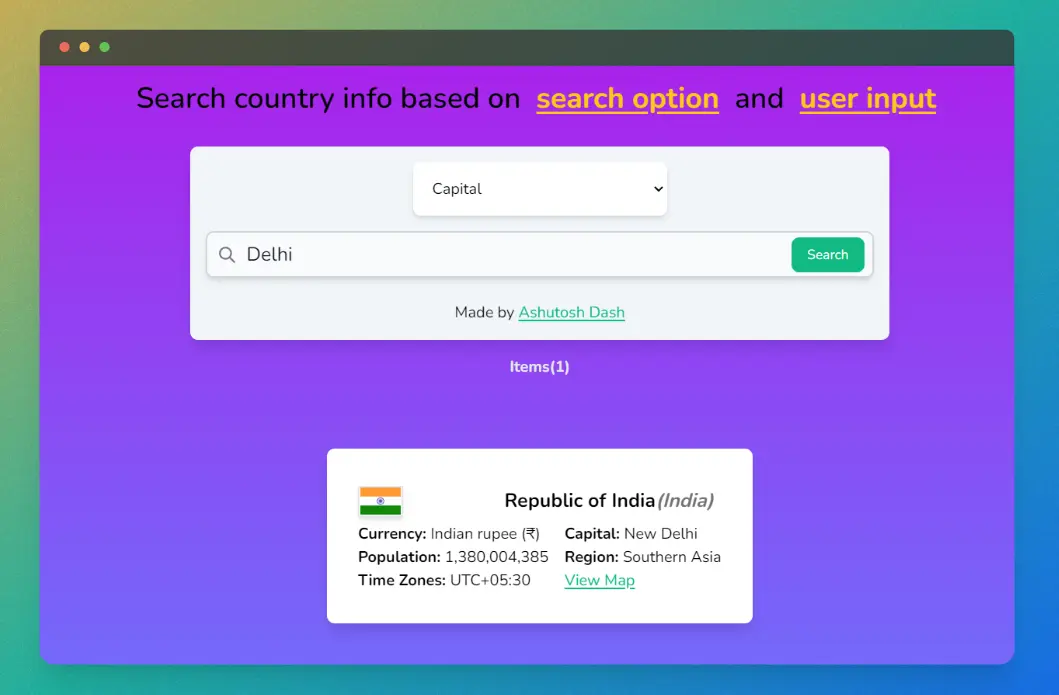 Search country info based on search option and user input
Capital
Delhi
Search
Made by Ashutosh Dash
Items(1)
Republic of India(India)
Currency: Indian rupee (₹) Capital: New Delhi
Population: 1,380,004,385 Region: Southern Asia
Time Zones: UTC+05:30 View Map